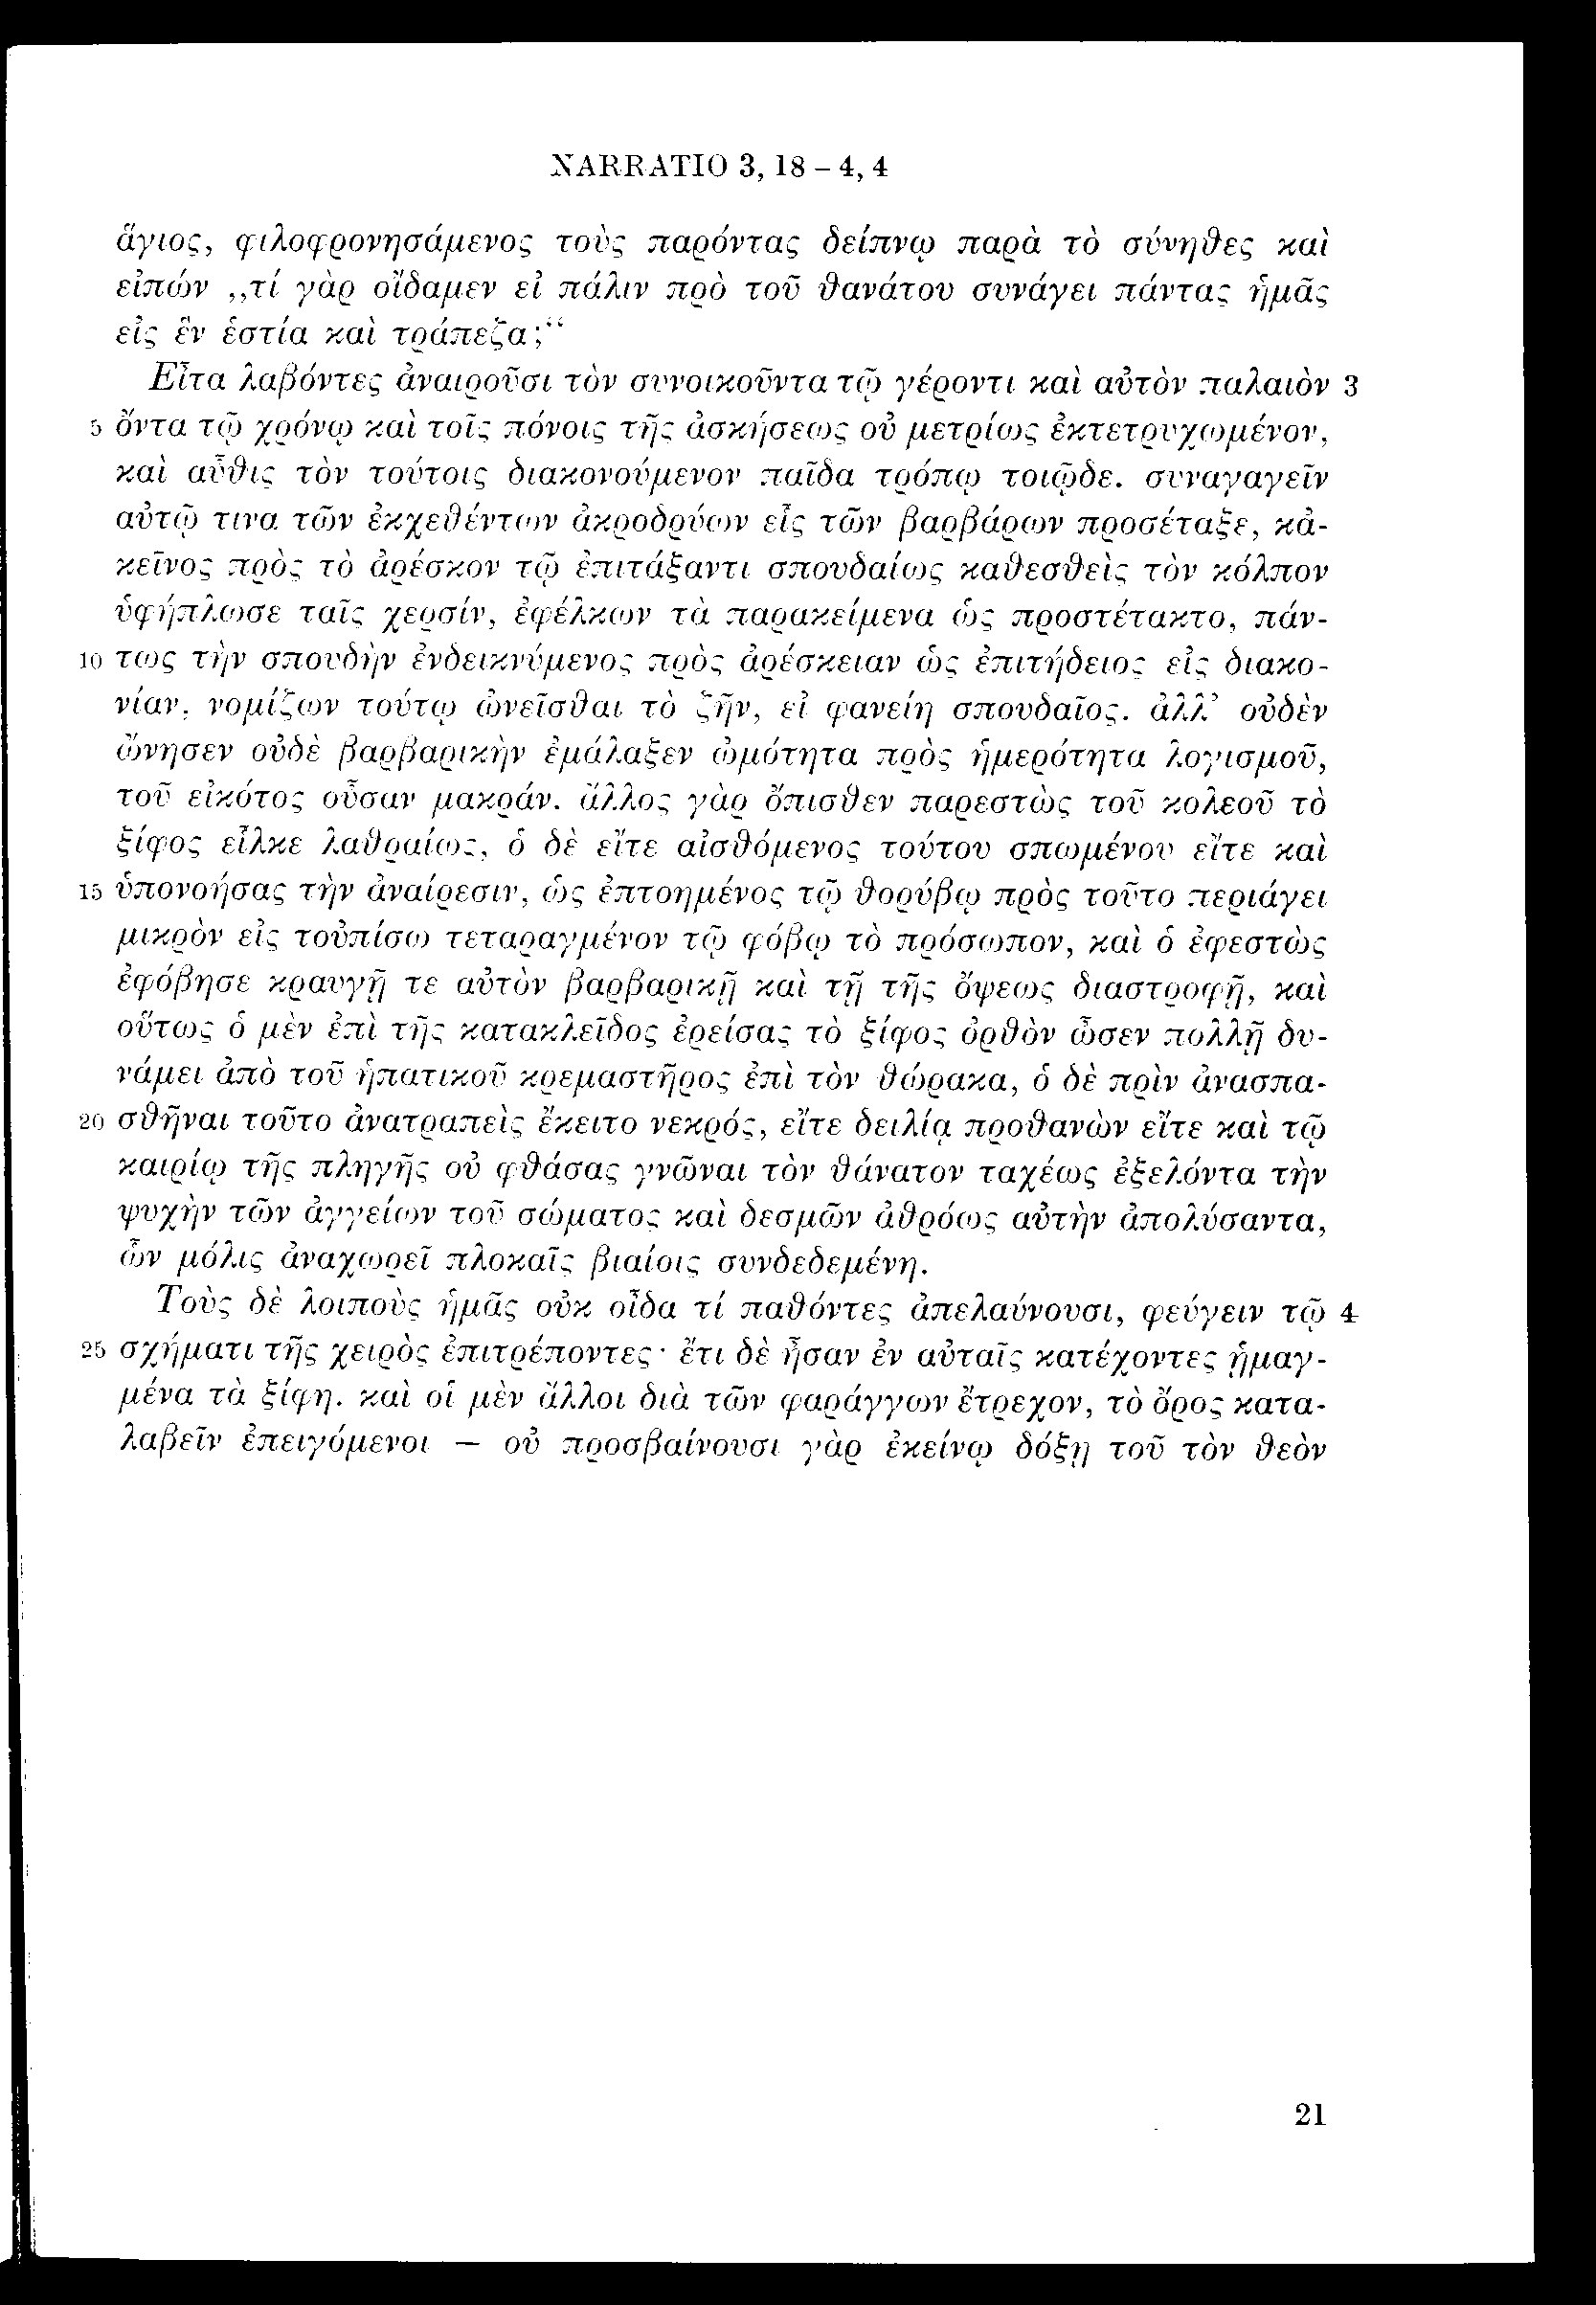 NARRATIO 3, 18 – 4, 4
ἅγιος, φιλοφρονησάμενος τοὺς παρόντας δείπνῳ παρὰ τὸ σύνηθες καὶ
εἰπών „τί γὰρ οἴδαμεν εἰ πάλιν πρὸ τοῦ θανάτου συνάγει πάντας ἡμᾶς
εἰς ἓν ἑστία καὶ τράπεζα;“
Εἶτα λαβόντες ἀναιροῦσι τὸν συνοικοῦντα τῷ γέροντι καὶ αὐτὸν παλαιὸν 3
5 ὄντα τῷ χρόνῳ καὶ τοῖς πόνοις τῆς ἀσκήσεως οὐ μετρίως ἐκτετρυχωμένον,
καὶ αὖθις τὸν τούτοις διακονούμενον παῖδα τρόπῳ τοιῷδε. συναγαγεῖν
αὐτῷ τινα τῶν ἐκχεθέντων ἀκροδρύων εἷς τῶν βαρβάρων προσέταξε, κἀ-
κεῖνος πρὸς τὸ ἀρέσκον τῷ ἐπιτάξαντι σπουδαίως καθεσθεὶς τὸν κόλπον
ὑφήπλωσε ταῖς χερσίν, ἐφέλκων τὰ παρακείμενα ὡς προστέτακτο, πάν-
10 τως τὴν σπουδὴν ἐνδεικνύμενος πρὸς ἀρέσκειαν ὡς ἐπιτήδειος εἰς διακο-
νίαν, νομίζων τούτῳ ὠνεῖσθαι τὸ ζῆν, εἰ φανείη σπουδαῖος. ἀλλ’ οὐδὲν
ὤνησεν οὐδὲ βαρβαρικὴν ἐμάλαξεν ὠμότητα πρὸς ἡμερότητα λογισμοῦ,
τοῦ εἰκότος οὖσαν μακράν. ἄλλος γὰρ ὄπισθεν παρεστὼς τοῦ κολεοῦ τὸ
ξίφος εἷλκε λαθραίως, ὁ δὲ εἴτε αἰσθόμενος τούτου σπωμένου εἴτε καὶ
15 ὑπονοήσας τὴν ἀναίρεσιν, ὡς ἐπτοημένος τῷ θορύβῳ πρὸς τοῦτο περιάγει
μικρὸν εἰς τοὐπίσω τεταραγμένον τῷ φόβῳ τὸ πρόσωπον, καὶ ὁ ἐφεστὼς
ἐφόβησε κραυγῇ τε αὐτὸν βαρβαρικῇ καὶ τῇ τῆς ὄψεως διαστροφῇ, καὶ
οὕτως ὁ μὲν ἐπὶ τῆς κατακλεῖδος ἐρείσας τὸ ξίφος ὀρθὸν ὦσεν πολλῇ δυ-
νάμει ἀπὸ τοῦ ἡπατικοῦ κρεμαστῆρος ἐπὶ τὸν θώρακα, ὁ δὲ πρὶν ἀνασπα-
20 σθῆναι τοῦτο ἀνατραπεὶς ἔκειτο νεκρός, εἴτε δειλίᾳ προθανὼν εἴτε καὶ τῷ
καιρίῳ τῆς πληγῆς οὐ φθάσας γνῶναι τὸν θάνατον ταχέως ἐξελόντα τὴν
ψυχὴν τῶν ἀγγείων τοῦ σώματος καὶ δεσμῶν ἀθρόως αὐτὴν ἀπολύσαντα,
ὧν μόλις ἀναχωρεῖ πλοκαῖς βιαίοις συνδεδεμένη.
Τοὺς δὲ λοιποὺς ἡμᾶς οὐκ οἶδα τί παθόντες ἀπελαύνουσι, φεύγειν τῷ 4
25 σχήματι τῆς χειρὸς ἐπιτρέποντες· ἔτι δὲ ἦσαν ἐν αὐταῖς κατέχοντες ᾑμαγ-
μένα τὰ ξίφη. καὶ οἱ μὲν ἄλλοι διὰ τῶν φαράγγων ἔτρεχον, τὸ ὄρος κατα-
λαβεῖν ἐπειγόμενοι – οὐ προσβαίνουσι γὰρ ἐκείνῳ δόξῃ τοῦ τὸν θεὸν
21